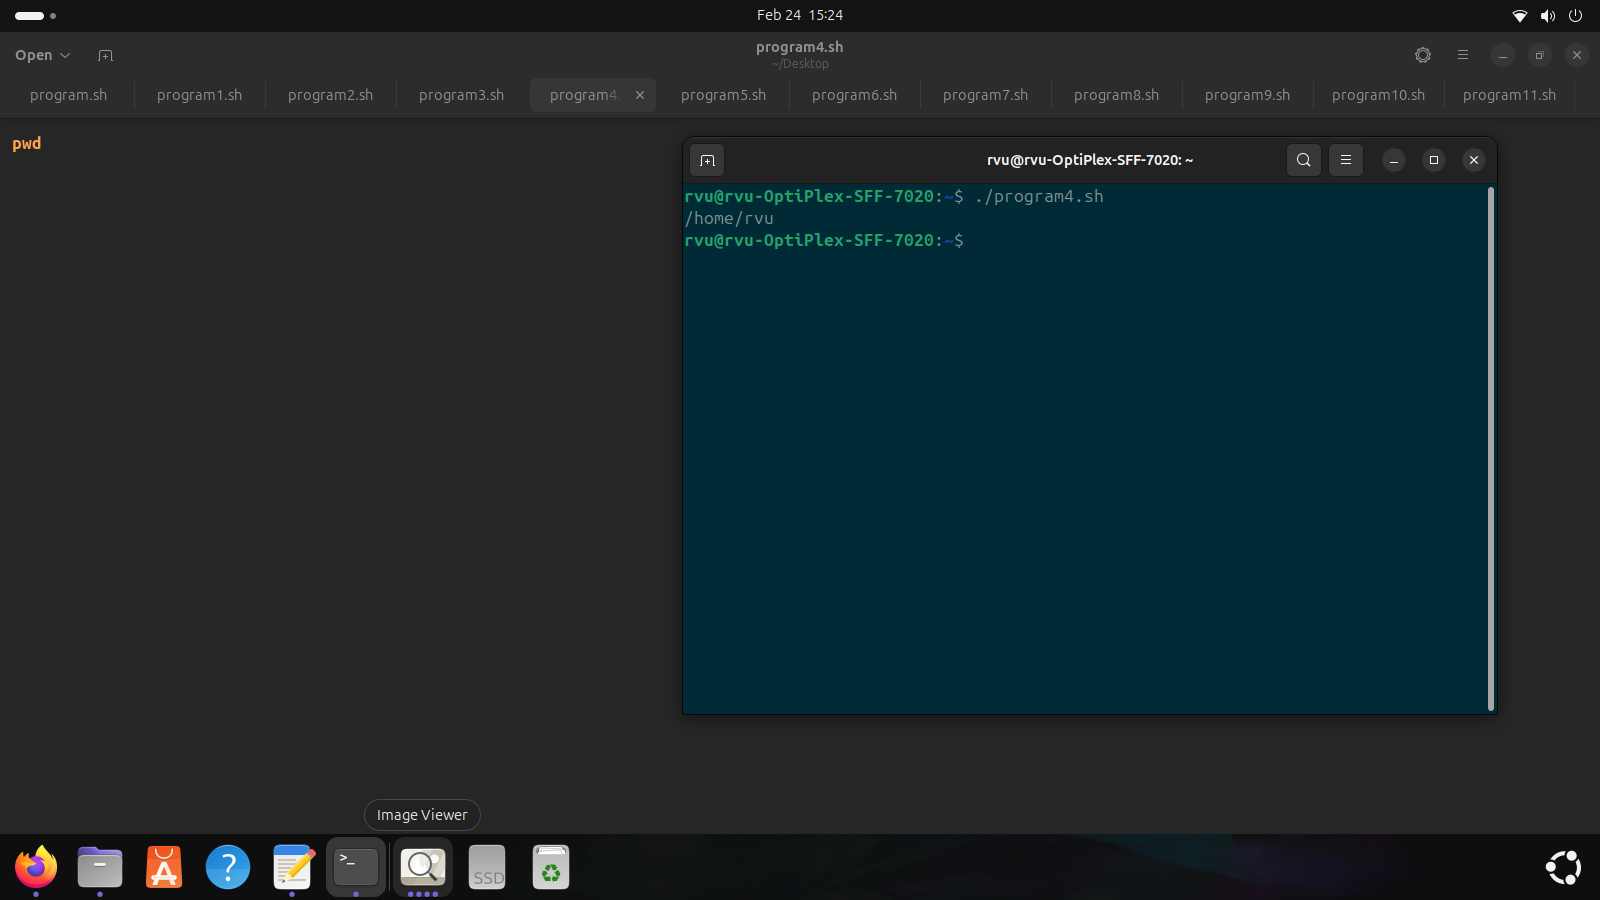 Feb 24 15:24
Open
program4.sh
~/Desktop
program.sh program1.sh program2.sh program3.sh program4. program5.sh program6.sh program7.sh program8.sh program9.sh program10.sh program11.sh
pwd
rvu@rvu-OptiPlex-SFF-7020: ~
rvu@rvu-OptiPlex-SFF-7020:~$ ./program4.sh
/home/rvu
rvu@rvu-OptiPlex-SFF-7020:~$
Image Viewer
>_
?
SSD